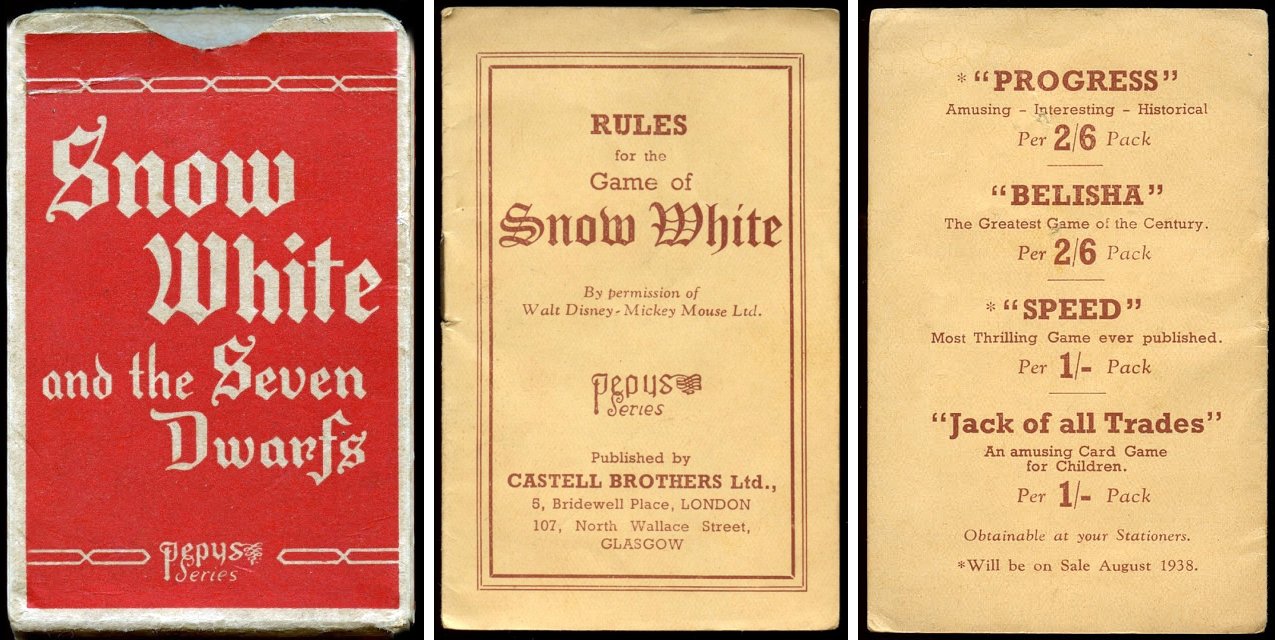 Snow
White
and the Seven
Dwarfs
Pepys
Series
RULES
for the
Game of
Snow White
By permission of
Walt Disney-Mickey Mouse Ltd.
Pepys
Series
Published by
CASTELL BROTHERS Ltd.,
5, Bridewell Place, LONDON
107, North Wallace Street,
GLASGOW
*"PROGRESS"
Amusing - Interesting - Historical
Per 2/6 Pack
"BELISHA"
The Greatest Game of the Century.
Per 2/6 Pack
*"SPEED"
Most Thrilling Game ever published.
Per 1/- Pack
"Jack of all Trades"
An amusing Card Game
for Children.
Per 1/- Pack
Obtainable at your Stationers.
*Will be on Sale August 1938.